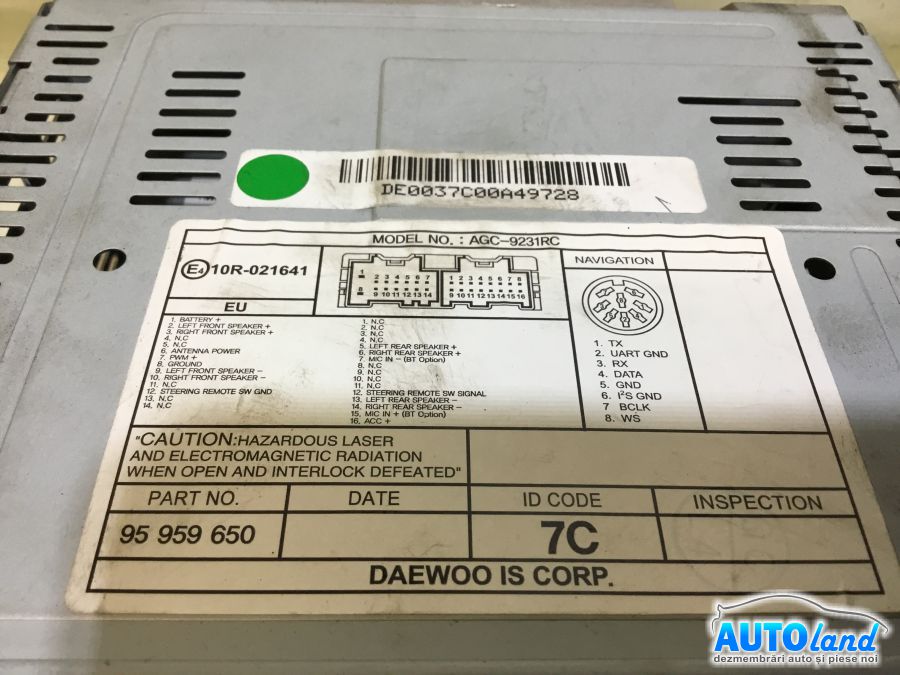 DE0037C00A49728
MODEL NO. : AGC-9231RC
E4 10R-021641
EU
1 2 3 4 5 6 7
8 9 10 11 12 13 14
1 2 3 4 5 6 7 8
9 10 11 12 13 14 15 16
1. BATTERY +
2. LEFT FRONT SPEAKER +
3. RIGHT FRONT SPEAKER +
4. N.C
5. N.C
6. ANTENNA POWER
7. PWM +
8. GROUND
9. LEFT FRONT SPEAKER -
10. RIGHT FRONT SPEAKER -
11. N.C
12. STEERING REMOTE SW GND
13. N.C
14. N.C
1. N.C
2. N.C
3. N.C
4. N.C
5. LEFT REAR SPEAKER +
6. RIGHT REAR SPEAKER +
7. MIC IN - (BT Option)
8. N.C
9. N.C
10. N.C
11. N.C
12. STEERING REMOTE SW SIGNAL
13. LEFT REAR SPEAKER -
14. RIGHT REAR SPEAKER -
15. MIC IN + (BT Option)
16. ACC +
NAVIGATION
1. TX
2. UART GND
3. RX
4. DATA
5. GND
6. I²S GND
7 BCLK
8. WS
"CAUTION:HAZARDOUS LASER
AND ELECTROMAGNETIC RADIATION
WHEN OPEN AND INTERLOCK DEFEATED"
PART NO. DATE ID CODE INSPECTION
95 959 650 7C
DAEWOO IS CORP.
AUTOland
dezmembrări auto și piese noi